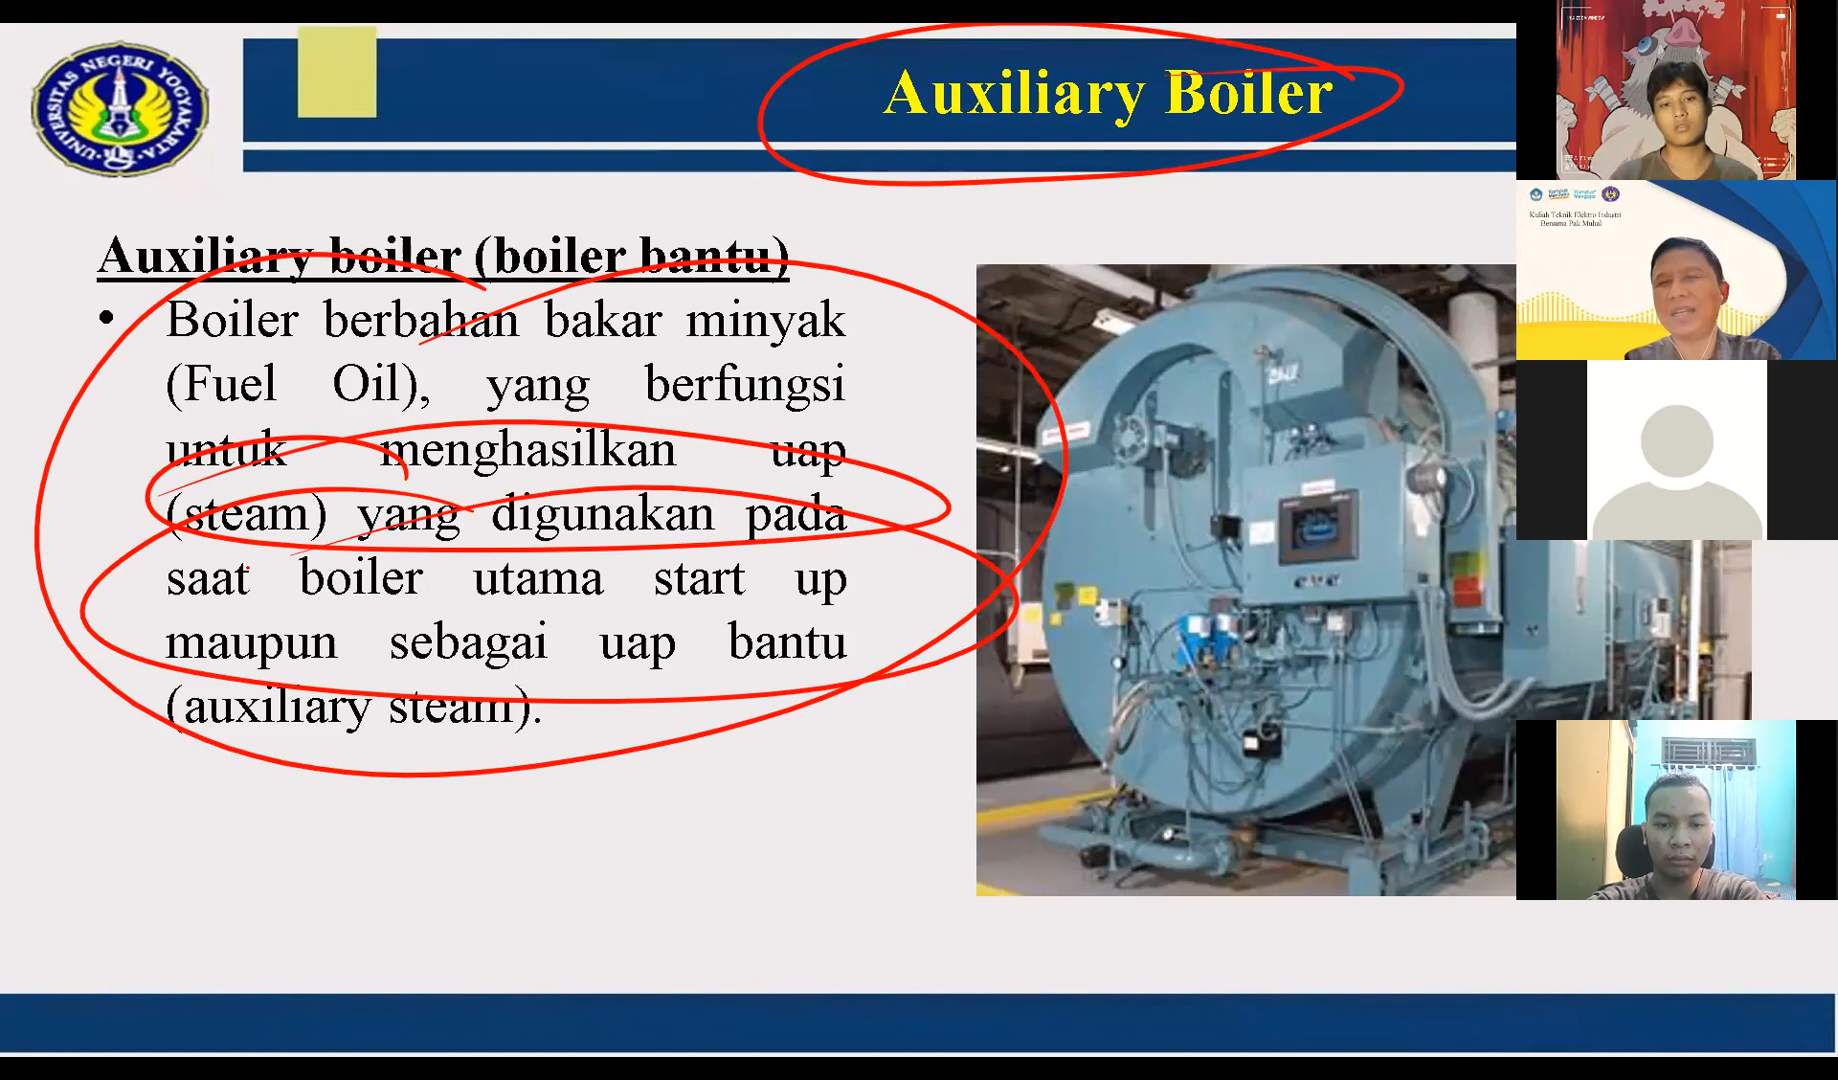 UNIVERSITAS NEGERI YOGYAKARTA
Auxiliary Boiler
Auxiliary boiler (boiler bantu)
• Boiler berbahan bakar minyak
(Fuel Oil), yang berfungsi
untuk menghasilkan uap
(steam) yang digunakan pada
saat boiler utama start up
maupun sebagai uap bantu
(auxiliary steam).
Kuliah Teknik Elektro Industri
Bersama Pak Muhal